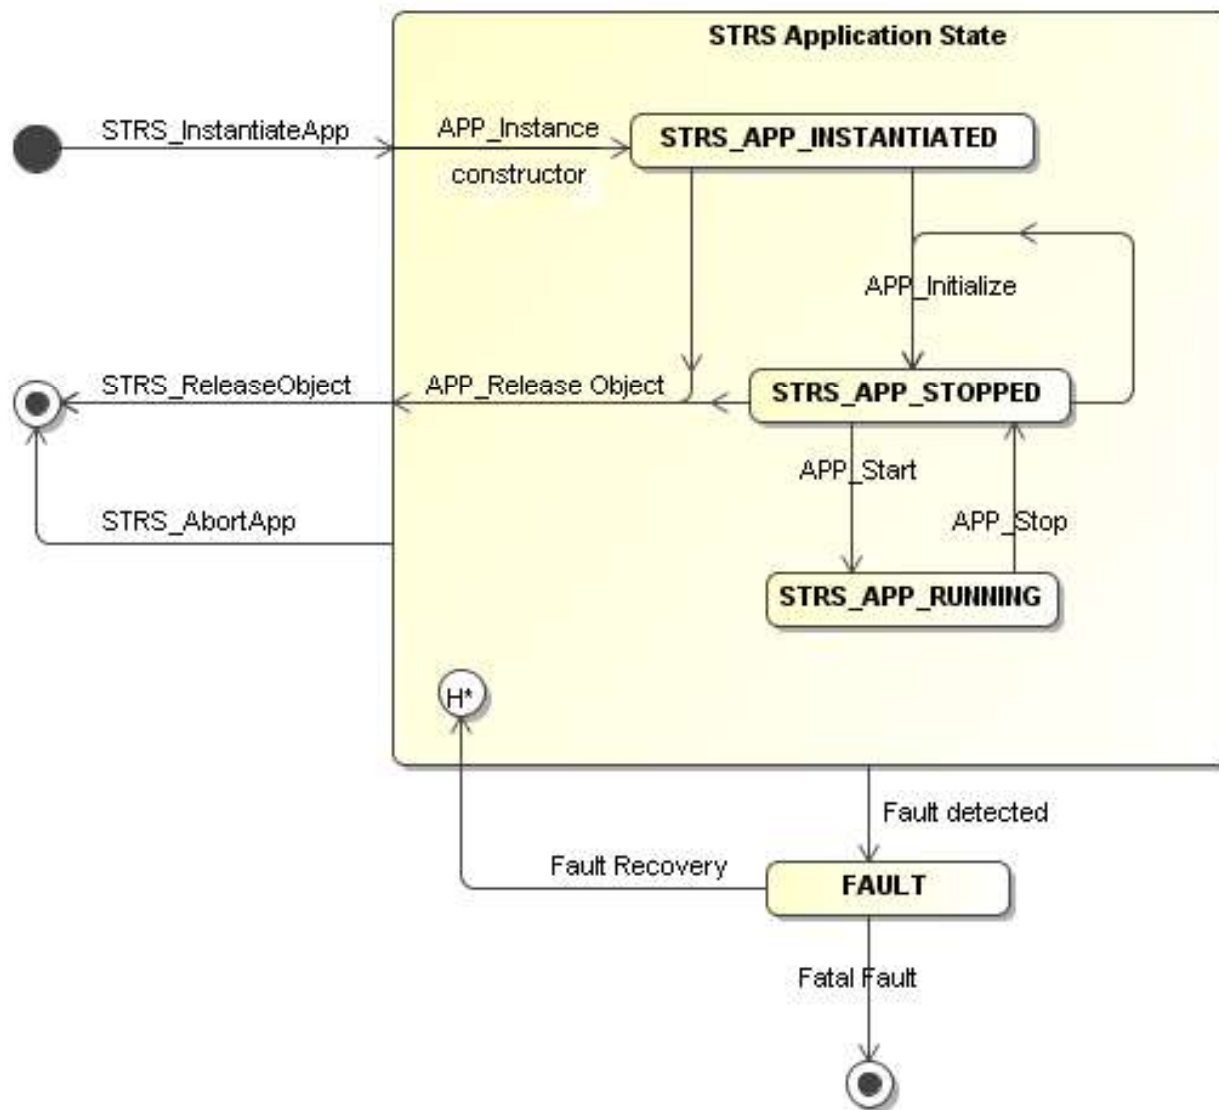 STRS Application State
STRS_InstantiateApp
APP_Instance
constructor
STRS_APP_INSTANTIATED
APP_Initialize
STRS_ReleaseObject
APP_Release Object
STRS_APP_STOPPED
APP_Start
STRS_AbortApp
APP_Stop
STRS_APP_RUNNING
H*
Fault detected
Fault Recovery
FAULT
Fatal Fault